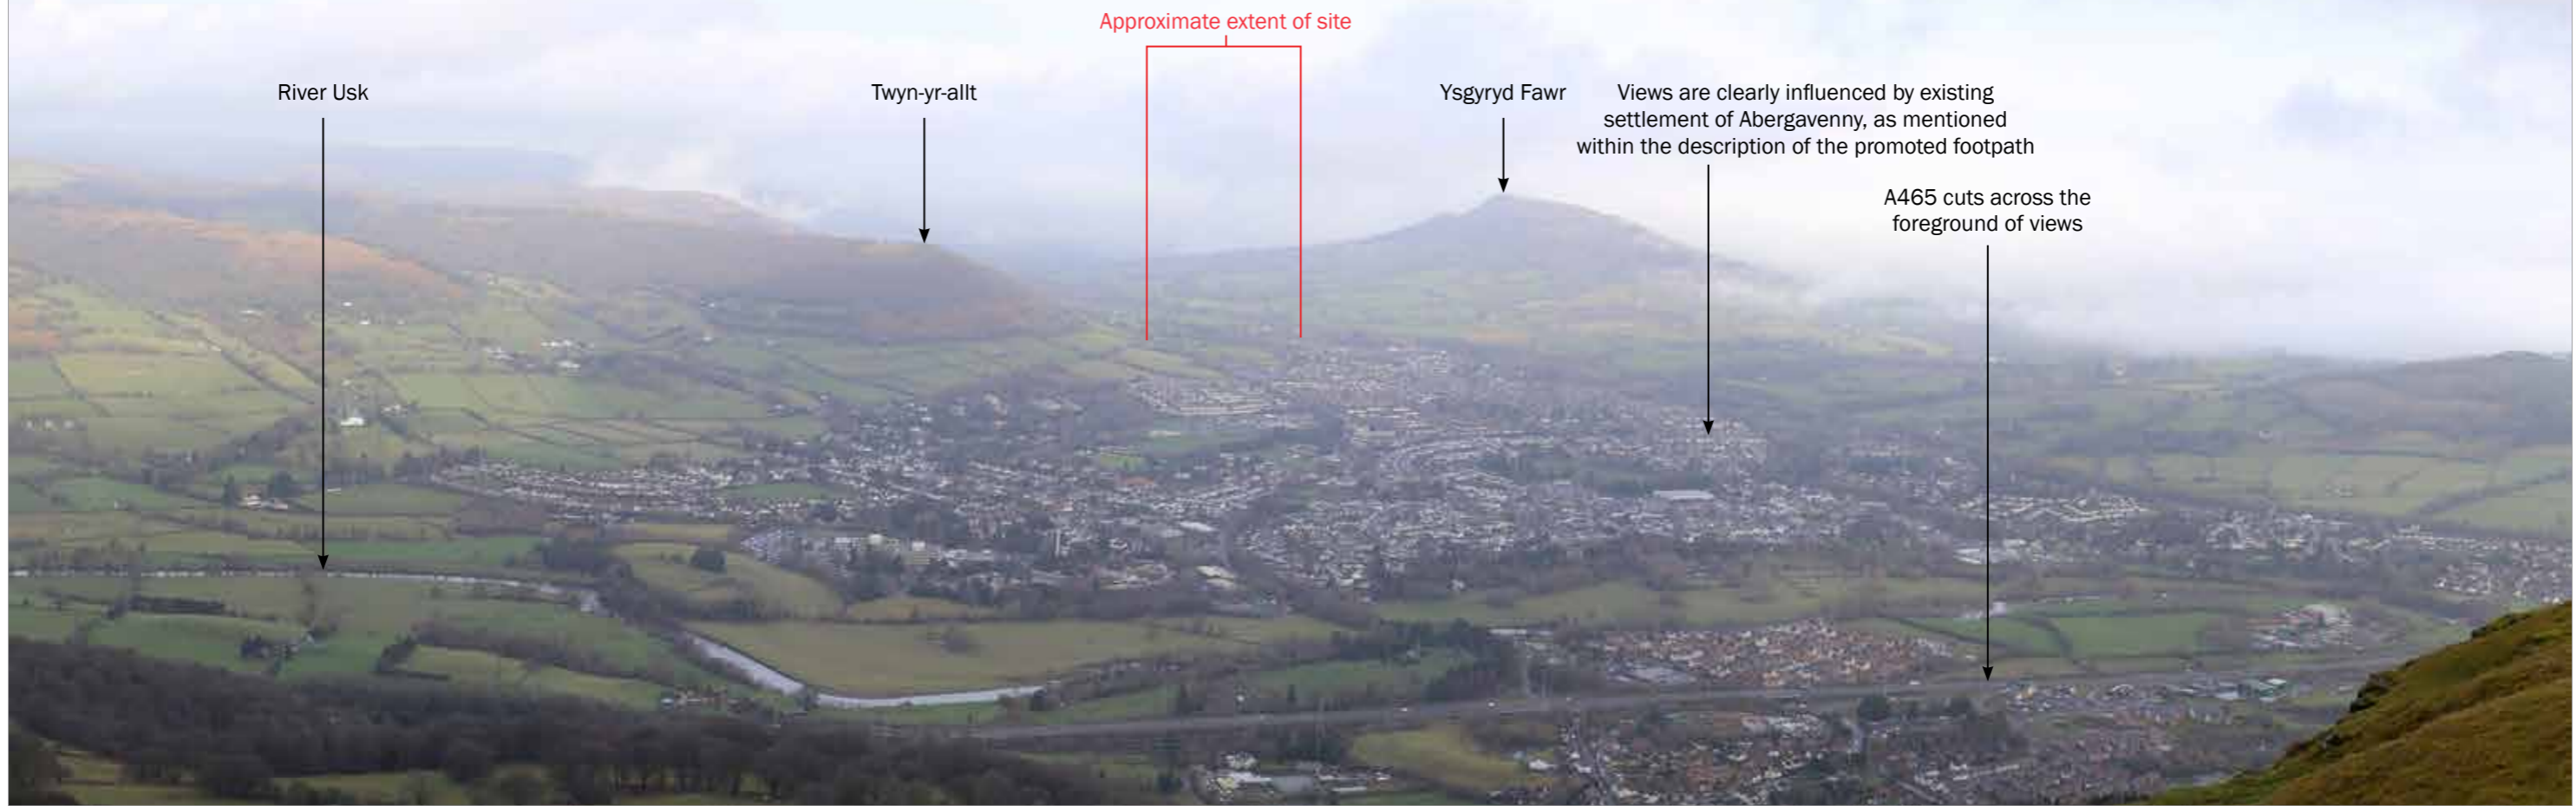 Approximate extent of site
River Usk
Twyn-yr-allt
Ysgyryd Fawr
Views are clearly influenced by existing
settlement of Abergavenny, as mentioned
within the description of the promoted footpath
A465 cuts across the
foreground of views